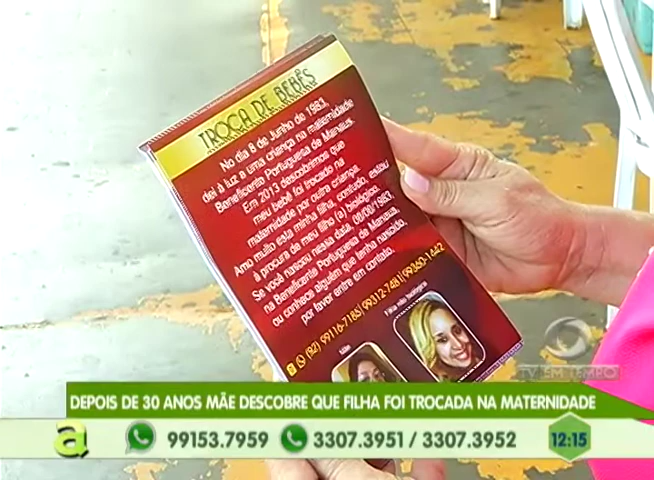 TROCA DE BEBÊS
No dia 8 de Junho de 1983,
dei à luz a uma criança na maternidade
Beneficente Portuguesa de Manaus.
Em 2013 descobrimos que
meu bebê foi trocado na
maternidade por outra criança.
Amo muito esta minha filha, contudo, estou
à procura de meu filho (a) biológico.
Se você nasceu nessa data 08/06/1983,
na Beneficente Portuguesa de Manaus,
ou conhece alguém que tenha nascido,
por favor entre em contato.
(92) 99116-7185|99312-7481|99360-1442
Mãe
Filha não biológica
TV EM TEMPO
DEPOIS DE 30 ANOS MÃE DESCOBRE QUE FILHA FOI TROCADA NA MATERNIDADE
a 99153.7959 3307.3951 / 3307.3952 12:15